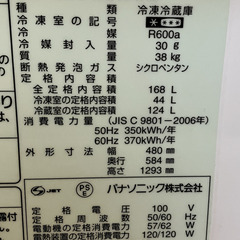 冷凍冷蔵庫
冷凍室の記号 ＊＊＊＊
冷媒 R600a
冷媒封入量 30 g
質量 38 kg
断熱発泡ガス シクロペンタン
全定格内容積 168 L
冷凍室の定格内容積 44 L
冷蔵室の定格内容積 124 L
消費電力量 (JIS C 9801−2006年)
50Hz 350kWh/年
60Hz 370kWh/年
外形寸法 幅 480 mm
奥行 584 mm
高さ 1293 mm
JET PS E パナソニック株式会社
定格電圧 100 V
定格周波数 50/60 Hz
電動機の定格消費電力 57/62 W
電熱装置の定格消費電力 120/120 W